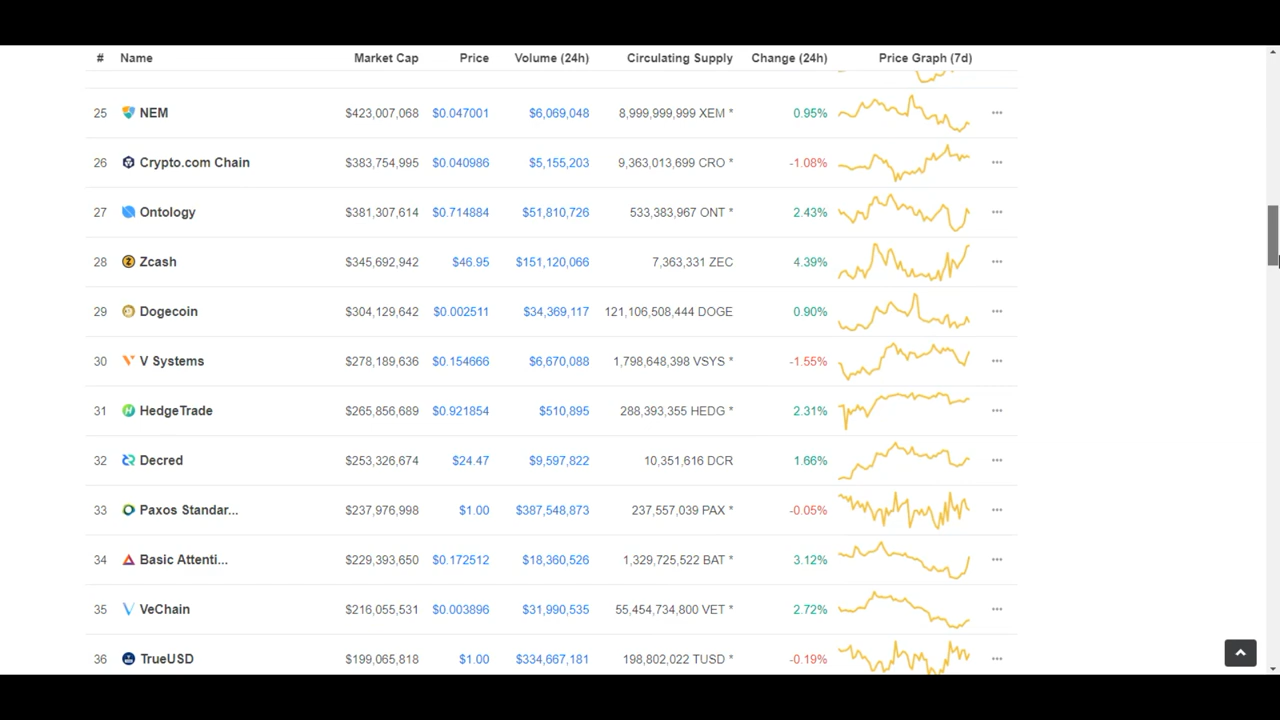 # Name Market Cap Price Volume (24h) Circulating Supply Change (24h) Price Graph (7d)
25 NEM $423,007,068 $0.047001 $6,069,048 8,999,999,999 XEM * 0.95%
26 Crypto.com Chain $383,754,995 $0.040986 $5,155,203 9,363,013,699 CRO * -1.08%
27 Ontology $381,307,614 $0.714884 $51,810,726 533,383,967 ONT * 2.43%
28 Zcash $345,692,942 $46.95 $151,120,066 7,363,331 ZEC 4.39%
29 Dogecoin $304,129,642 $0.002511 $34,369,117 121,106,508,444 DOGE 0.90%
30 V Systems $278,189,636 $0.154666 $6,670,088 1,798,648,398 VSYS * -1.55%
31 HedgeTrade $265,856,689 $0.921854 $510,895 288,393,355 HEDG * 2.31%
32 Decred $253,326,674 $24.47 $9,597,822 10,351,616 DCR 1.66%
33 Paxos Standar... $237,976,998 $1.00 $387,548,873 237,557,039 PAX * -0.05%
34 Basic Attenti... $229,393,650 $0.172512 $18,360,526 1,329,725,522 BAT * 3.12%
35 VeChain $216,055,531 $0.003896 $31,990,535 55,454,734,800 VET * 2.72%
36 TrueUSD $199,065,818 $1.00 $334,667,181 198,802,022 TUSD * -0.19%